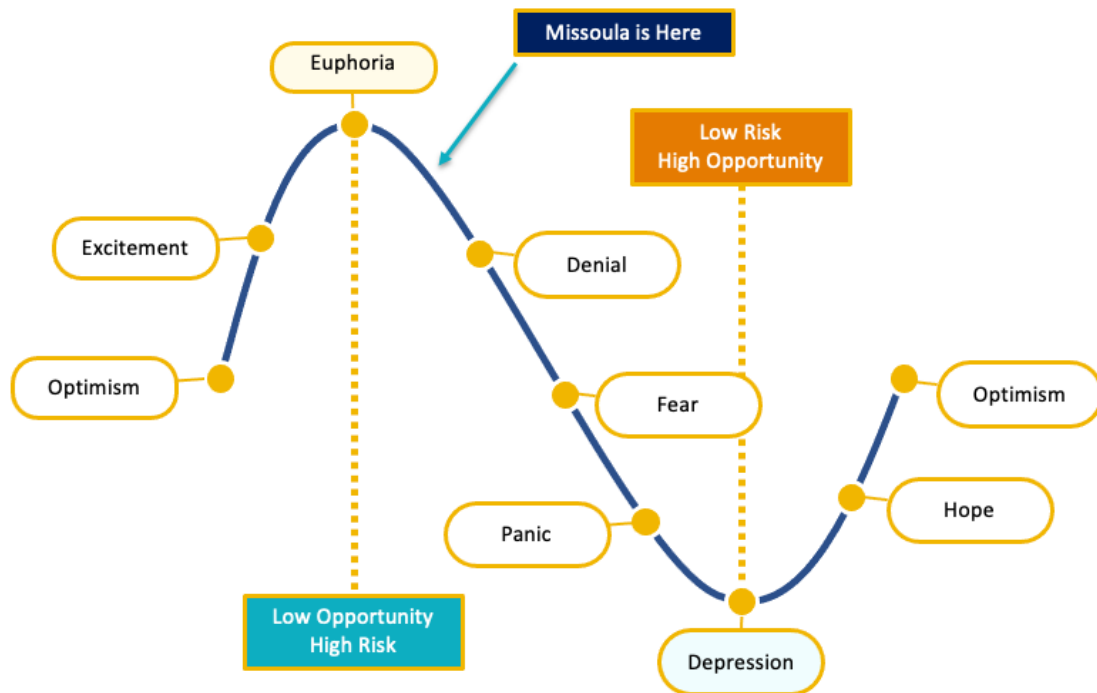 Missoula is Here
Euphoria
Low Risk
High Opportunity
Excitement
Denial
Optimism
Fear
Optimism
Panic
Hope
Low Opportunity
High Risk
Depression